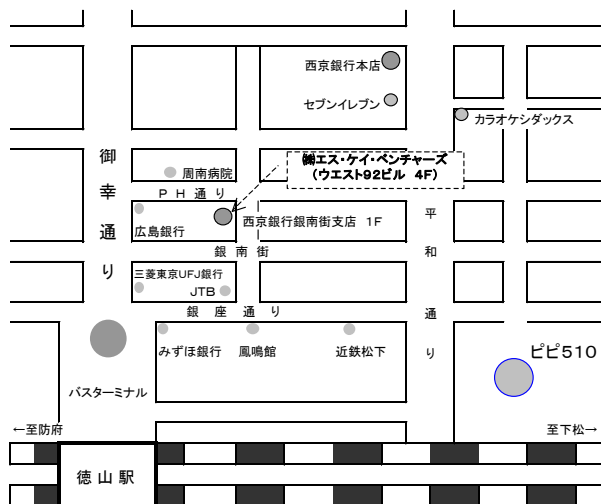 西京銀行本店
セブンイレブン
カラオケシダックス
御幸通り
周南病院
㈱エス・ケイ・ベンチャーズ
(ウエスト92ビル 4F)
PH通り
広島銀行
西京銀行銀南街支店 1F
平和通り
銀南街
三菱東京UFJ銀行
JTB
銀座通り
みずほ銀行
鳳鳴館
近鉄松下
ピピ510
バスターミナル
←至防府
至下松→
徳山駅